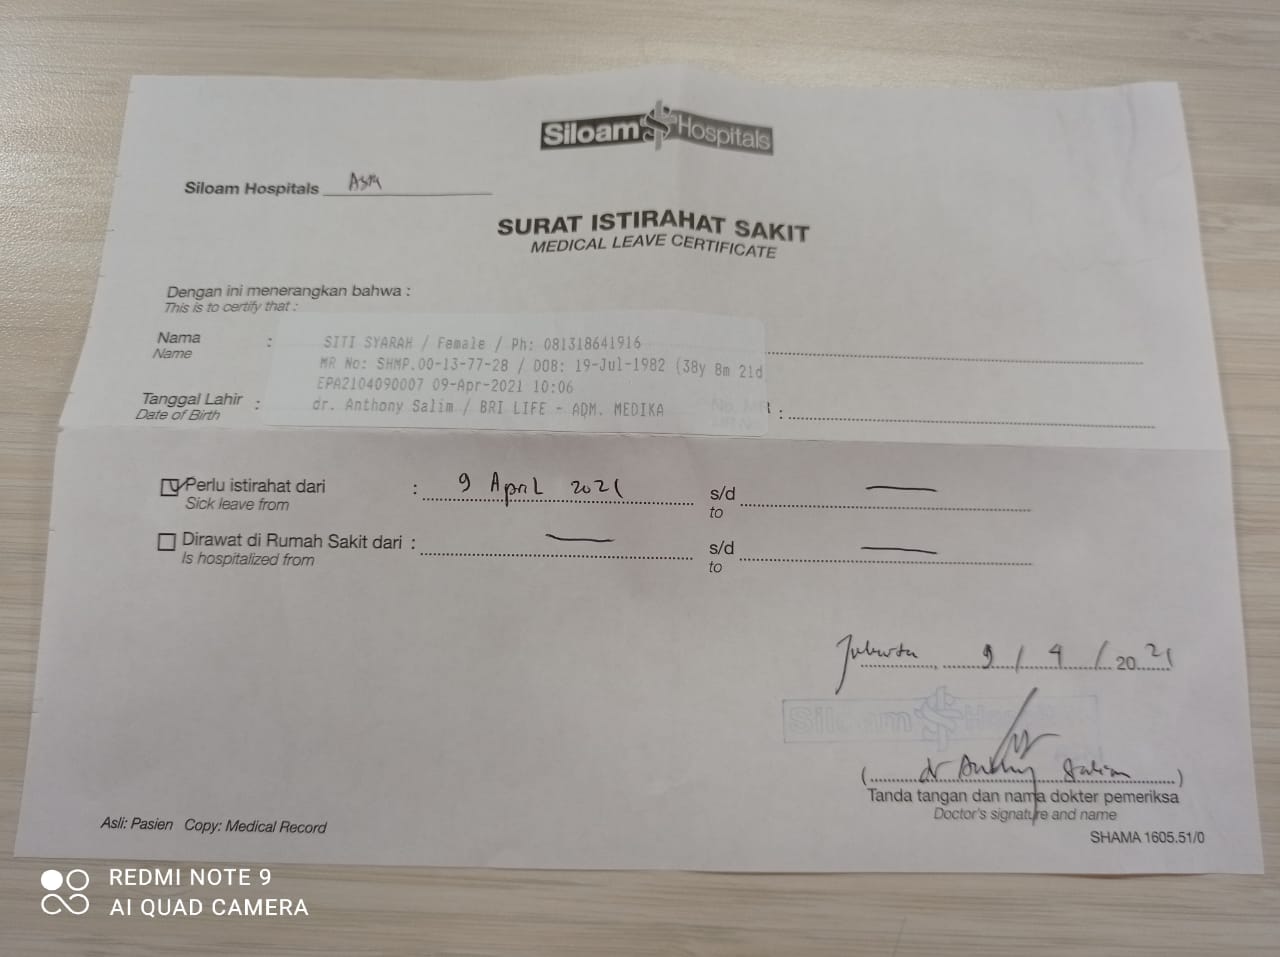 Siloam Hospitals
Siloam Hospitals ASRI
SURAT ISTIRAHAT SAKIT
MEDICAL LEAVE CERTIFICATE
Dengan ini menerangkan bahwa :
This is to certify that :
Nama :
Name
SITI SYARAH / Female / Ph: 081318641916
MR No: SHMP.00-13-77-28 / DOB: 19-Jul-1982 (38y 8m 21d
EPA2104090007 09-Apr-2021 10:06
dr. Anthony Salim / BRI LIFE - ADM. MEDIKA
Tanggal Lahir :
Date of Birth
Perlu istirahat dari : 9 April 2021 s/d —
Sick leave from to
Dirawat di Rumah Sakit dari : — s/d —
Is hospitalized from to
Jakarta, 9 / 4 / 2021
Siloam Hospitals
(dr Anthony Salim)
Tanda tangan dan nama dokter pemeriksa
Doctor's signature and name
Asli: Pasien Copy: Medical Record
SHAMA 1605.51/0
REDMI NOTE 9
AI QUAD CAMERA